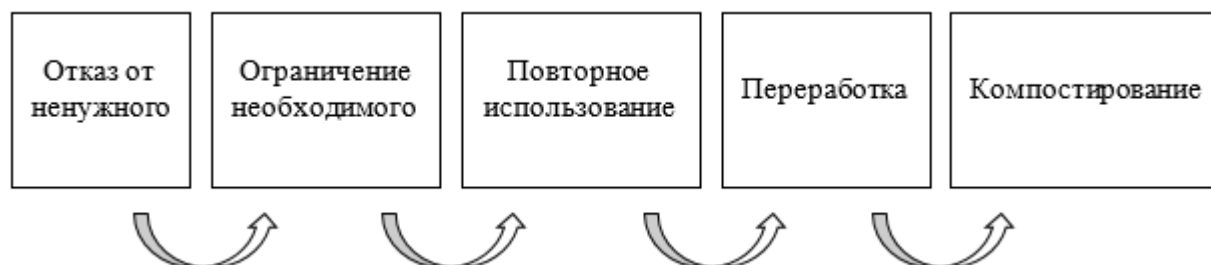 Отказ от
ненужного
Ограничение
необходимого
Повторное
использование
Переработка
Компостирование